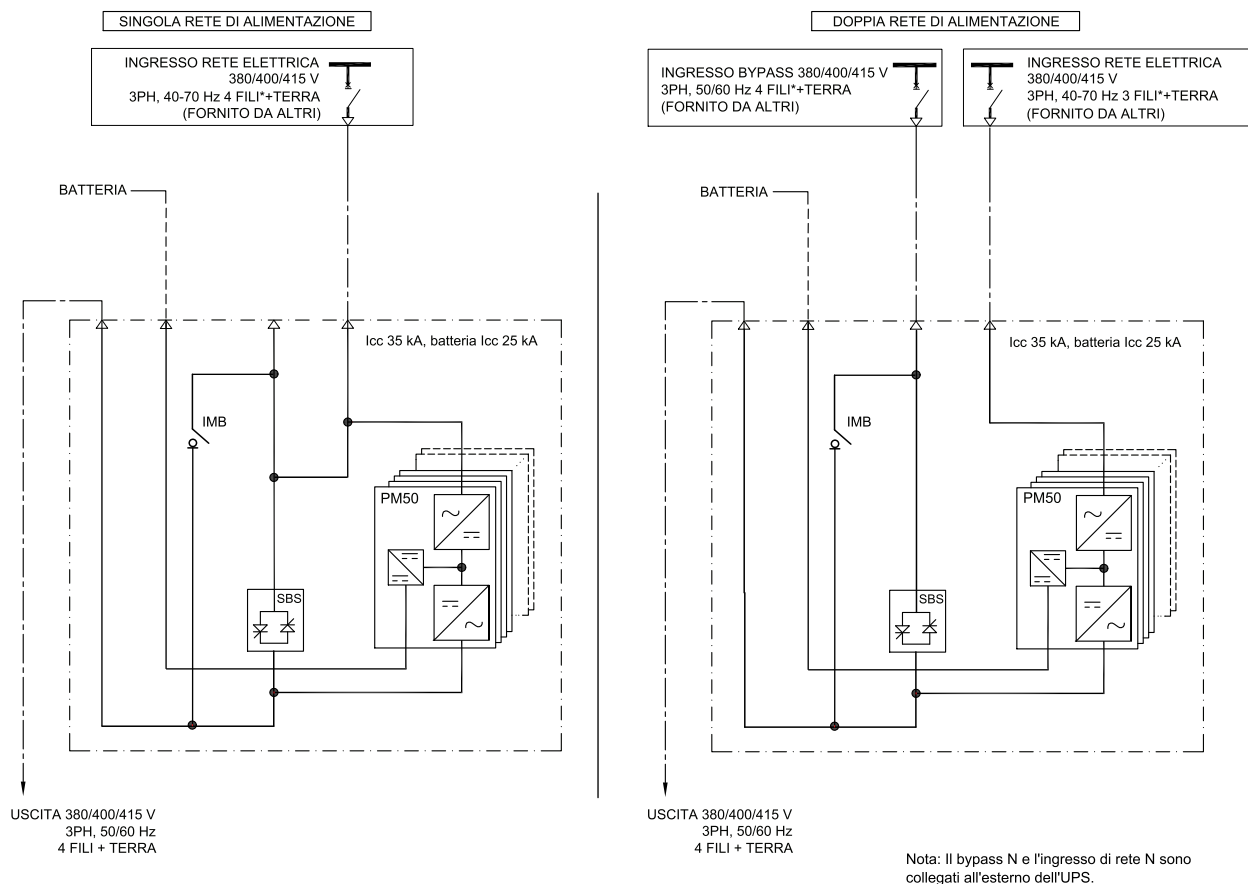 SINGOLA RETE DI ALIMENTAZIONE
INGRESSO RETE ELETTRICA
380/400/415 V
3PH, 40-70 Hz 4 FILI*+TERRA
(FORNITO DA ALTRI)
BATTERIA
Icc 35 kA, batteria Icc 25 kA
IMB
PM50
SBS
USCITA 380/400/415 V
3PH, 50/60 Hz
4 FILI + TERRA
DOPPIA RETE DI ALIMENTAZIONE
INGRESSO BYPASS 380/400/415 V
3PH, 50/60 Hz 4 FILI*+TERRA
(FORNITO DA ALTRI)
INGRESSO RETE ELETTRICA
380/400/415 V
3PH, 40-70 Hz 3 FILI*+TERRA
(FORNITO DA ALTRI)
BATTERIA
Icc 35 kA, batteria Icc 25 kA
IMB
PM50
SBS
USCITA 380/400/415 V
3PH, 50/60 Hz
4 FILI + TERRA
Nota: Il bypass N e l'ingresso di rete N sono
collegati all'esterno dell'UPS.